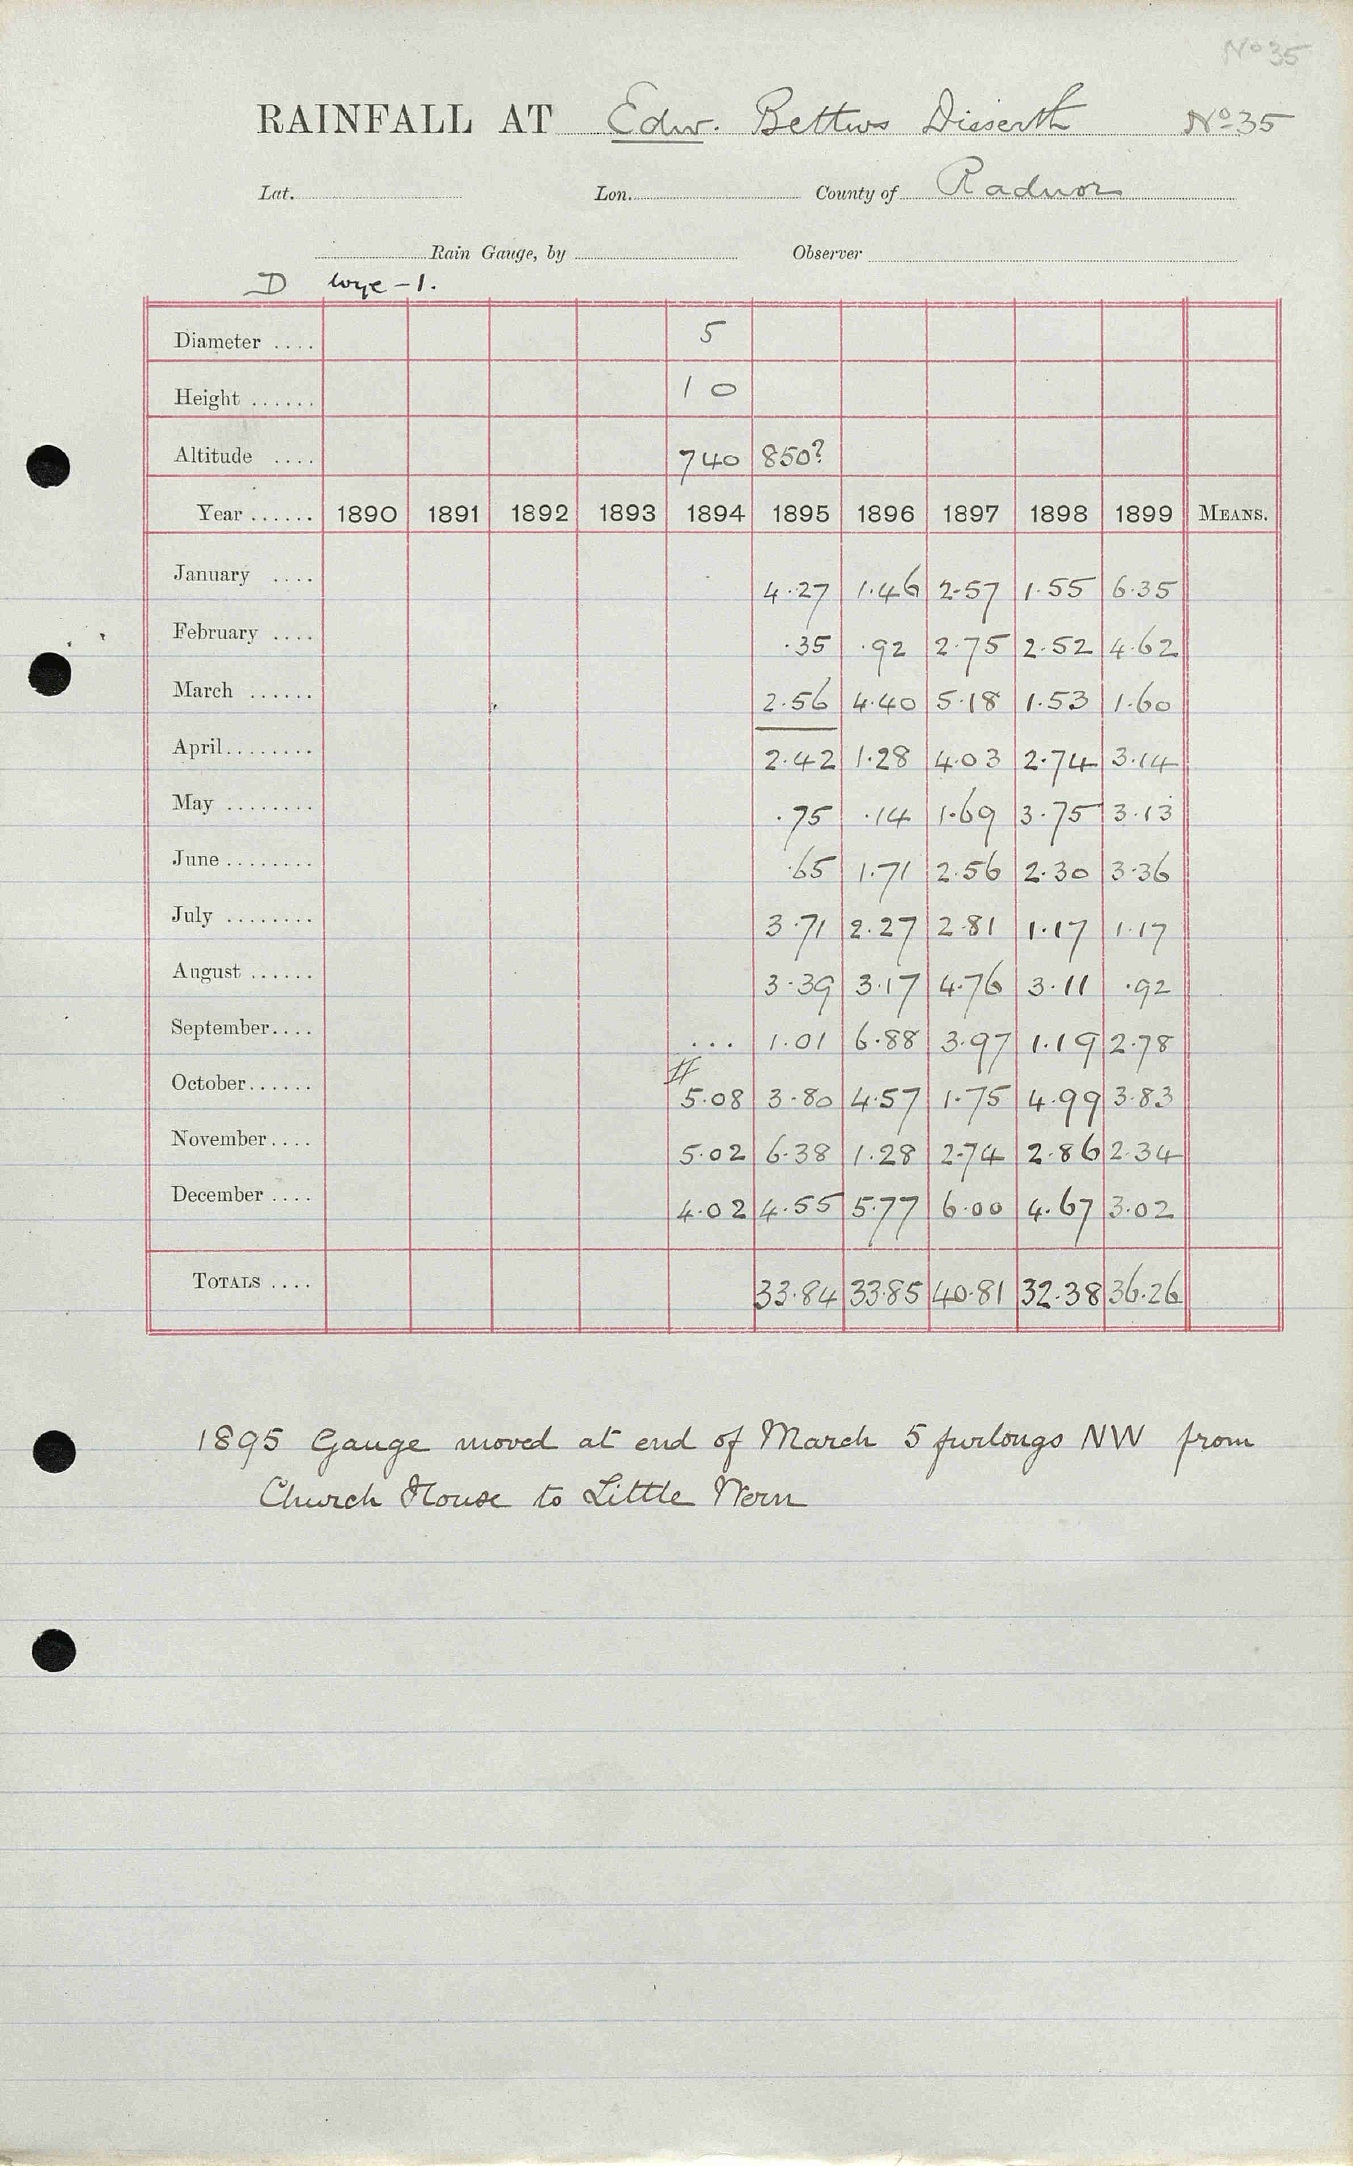 No 35
RAINFALL AT Edw. Bettws Disserth No 35
Lat. Lon. County of Radnor
Rain Gauge, by Observer
D Wye - 1.
Diameter .... 5
Height ...... 1 0
Altitude .... 740 850?
Year ...... 1890 1891 1892 1893 1894 1895 1896 1897 1898 1899 MEANS.
January .... 4.27 1.46 2.57 1.55 6.35
February .... .35 .92 2.75 2.52 4.62
March ...... 2.56 4.40 5.18 1.53 1.60
April ........ 2.42 1.28 4.03 2.74 3.14
May ........ .75 .14 1.69 3.75 3.13
June ........ .65 1.71 2.56 2.30 3.36
July ........ 3.71 2.27 2.81 1.17 1.17
August ...... 3.39 3.17 4.76 3.11 .92
September .... ... 1.01 6.88 3.97 1.19 2.78
October ...... 5.08 3.80 4.57 1.75 4.99 3.83
November .... 5.02 6.38 1.28 2.74 2.86 2.34
December .... 4.02 4.55 5.77 6.00 4.67 3.02
TOTALS .... 33.84 33.85 40.81 32.38 36.26
1895 Gauge moved at end of March 5 furlongs NW from
Church House to Little Wern